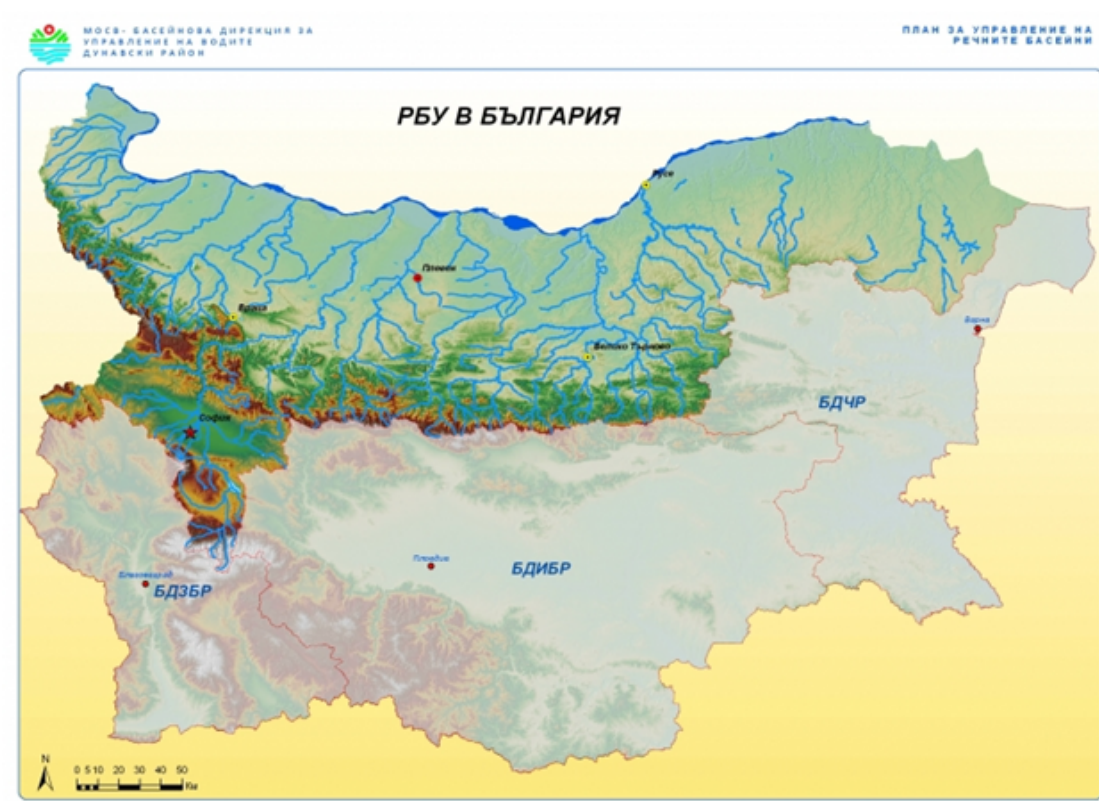 МОСВ- БАСЕЙНОВА ДИРЕКЦИЯ ЗА
УПРАВЛЕНИЕ НА ВОДИТЕ
ДУНАВСКИ РАЙОН
ПЛАН ЗА УПРАВЛЕНИЕ НА
РЕЧНИТЕ БАСЕЙНИ
РБУ В БЪЛГАРИЯ
Русе
Плевен
Враца
Варна
Велико Търново
БДЧР
София
Пловдив
БДИБР
Благоевград
БДЗБР
N
0 5 10 20 30 40 50
Км